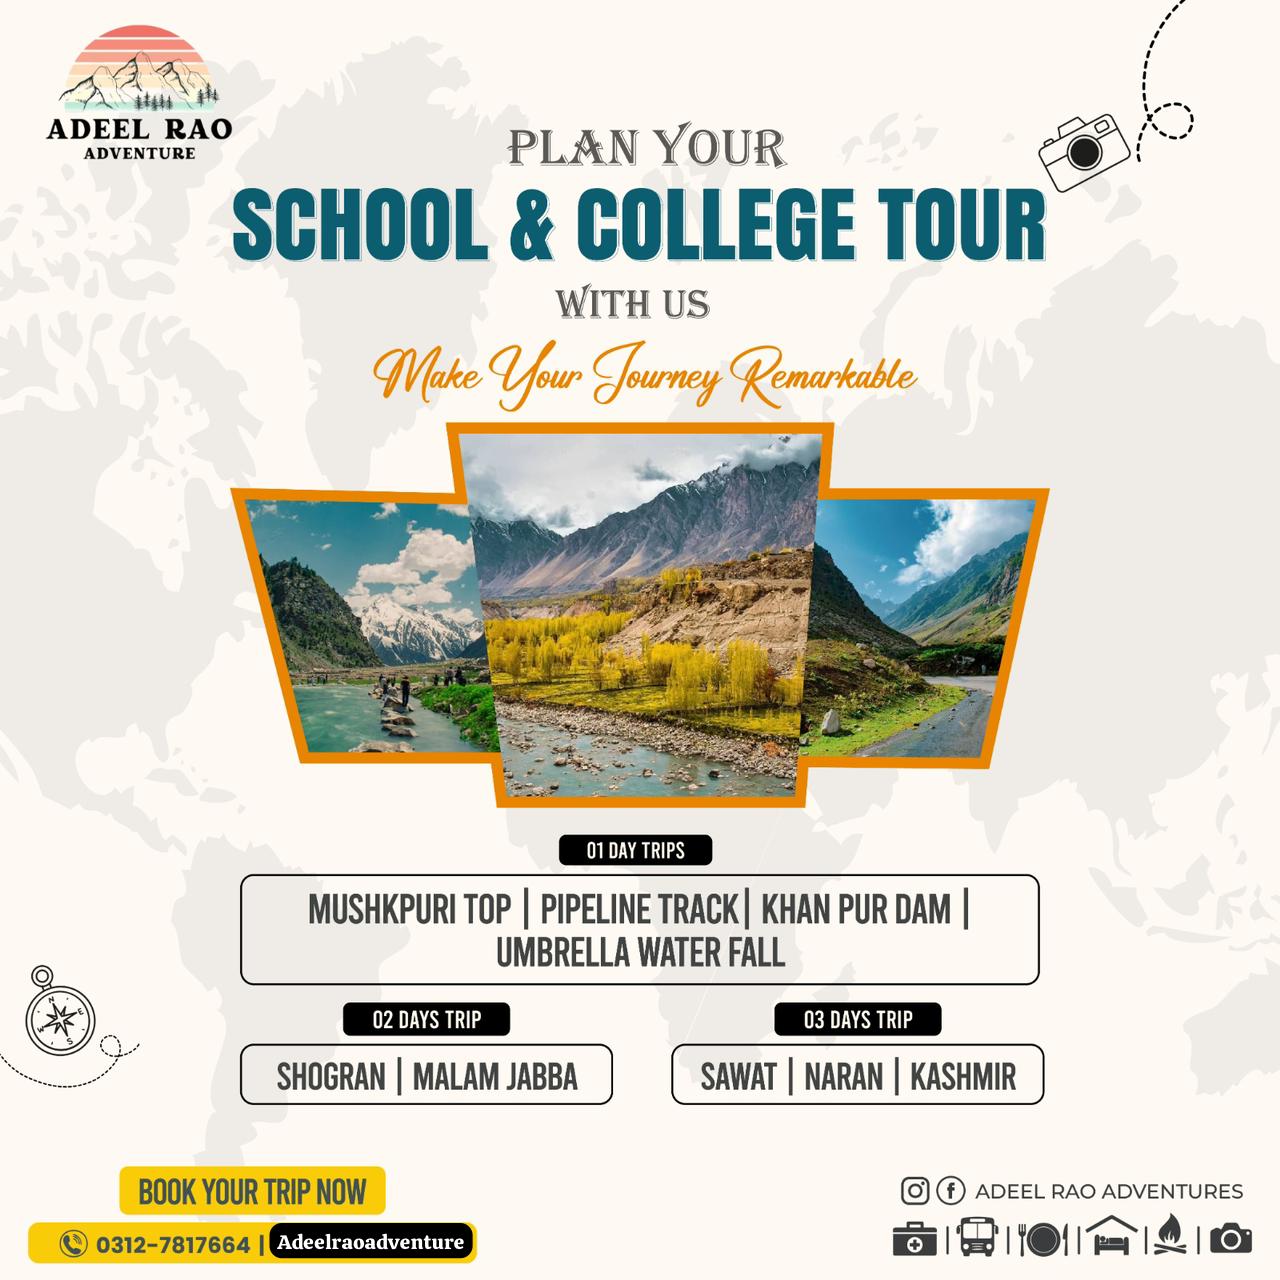 ADEEL RAO
ADVENTURE
PLAN YOUR
SCHOOL & COLLEGE TOUR
WITH US
Make Your Journey Remarkable
01 DAY TRIPS
MUSHKPURI TOP | PIPELINE TRACK| KHAN PUR DAM |
UMBRELLA WATER FALL
02 DAYS TRIP
SHOGRAN | MALAM JABBA
03 DAYS TRIP
SAWAT | NARAN | KASHMIR
N
E
S
W
BOOK YOUR TRIP NOW
0312-7817664 | Adeelraoadventure
ADEEL RAO ADVENTURES